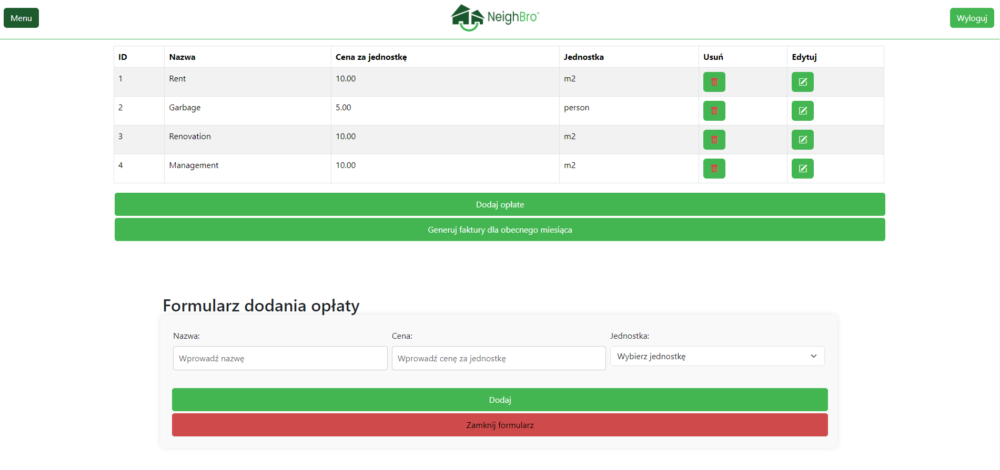 Menu
NeighBro™
Wyloguj
ID Nazwa Cena za jednostkę Jednostka Usuń Edytuj
1 Rent 10.00 m2
2 Garbage 5.00 person
3 Renovation 10.00 m2
4 Management 10.00 m2
Dodaj opłate
Generuj faktury dla obecnego miesiąca
Formularz dodania opłaty
Nazwa: Cena: Jednostka:
Wprowadź nazwę Wprowadź cenę za jednostkę Wybierz jednostkę
Dodaj
Zamknij formularz